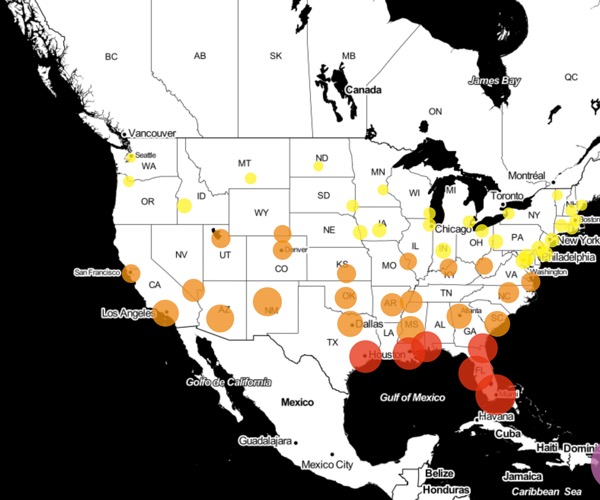 BC
AB
SK
MB
QC
James Bay
Canada
ON
Vancouver
Seattle
WA
MT
ND
MN
Montréal
OR
ID
SD
WI
MI
Toronto
NY
NH
Boston
WY
NE
IA
Chicago
PA
New York
NV
UT
Denver
CO
IL
IN
OH
Philadelphia
San Francisco
CA
KS
MO
KY
VA
Washington
Los Angeles
AZ
NM
OK
AR
TN
NC
TX
Dallas
LA
MS
AL
Atlanta
GA
SC
Houston
FL
Miami
Golfo de California
Gulf of Mexico
Mexico
Havana
Cuba
Guadalajara
Mexico City
Haiti
Domini
Belize
Jamaica
Honduras
Caribbean Sea